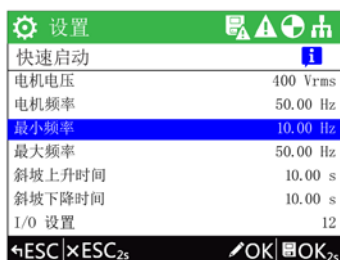 设置
快速启动
电机电压 400 Vrms
电机频率 50.00 Hz
最小频率 10.00 Hz
最大频率 50.00 Hz
斜坡上升时间 10.00 s
斜坡下降时间 10.00 s
I/O 设置 12
ESC ×ESC2s OK OK2s